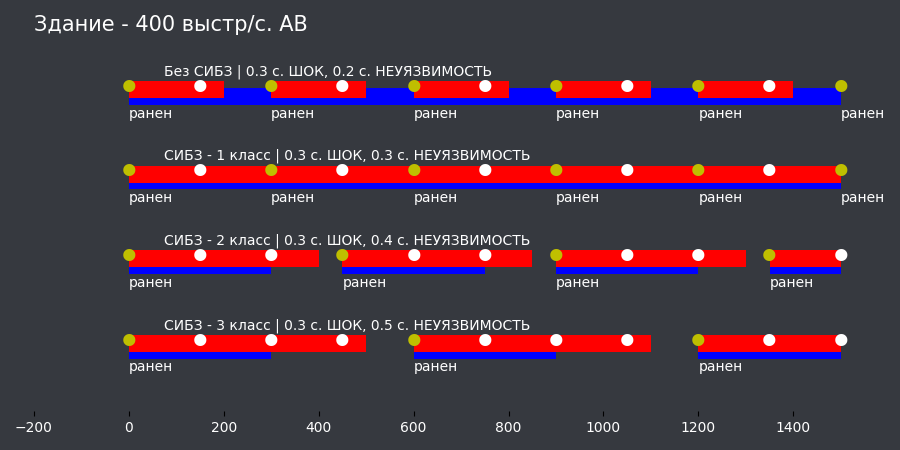 Здание - 400 выстр/с. АВ
Без СИБЗ | 0.3 с. ШОК, 0.2 с. НЕУЯЗВИМОСТЬ
ранен ранен ранен ранен ранен ранен
СИБЗ - 1 класс | 0.3 с. ШОК, 0.3 с. НЕУЯЗВИМОСТЬ
ранен ранен ранен ранен ранен ранен
СИБЗ - 2 класс | 0.3 с. ШОК, 0.4 с. НЕУЯЗВИМОСТЬ
ранен ранен ранен ранен
СИБЗ - 3 класс | 0.3 с. ШОК, 0.5 с. НЕУЯЗВИМОСТЬ
ранен ранен ранен
−200 0 200 400 600 800 1000 1200 1400